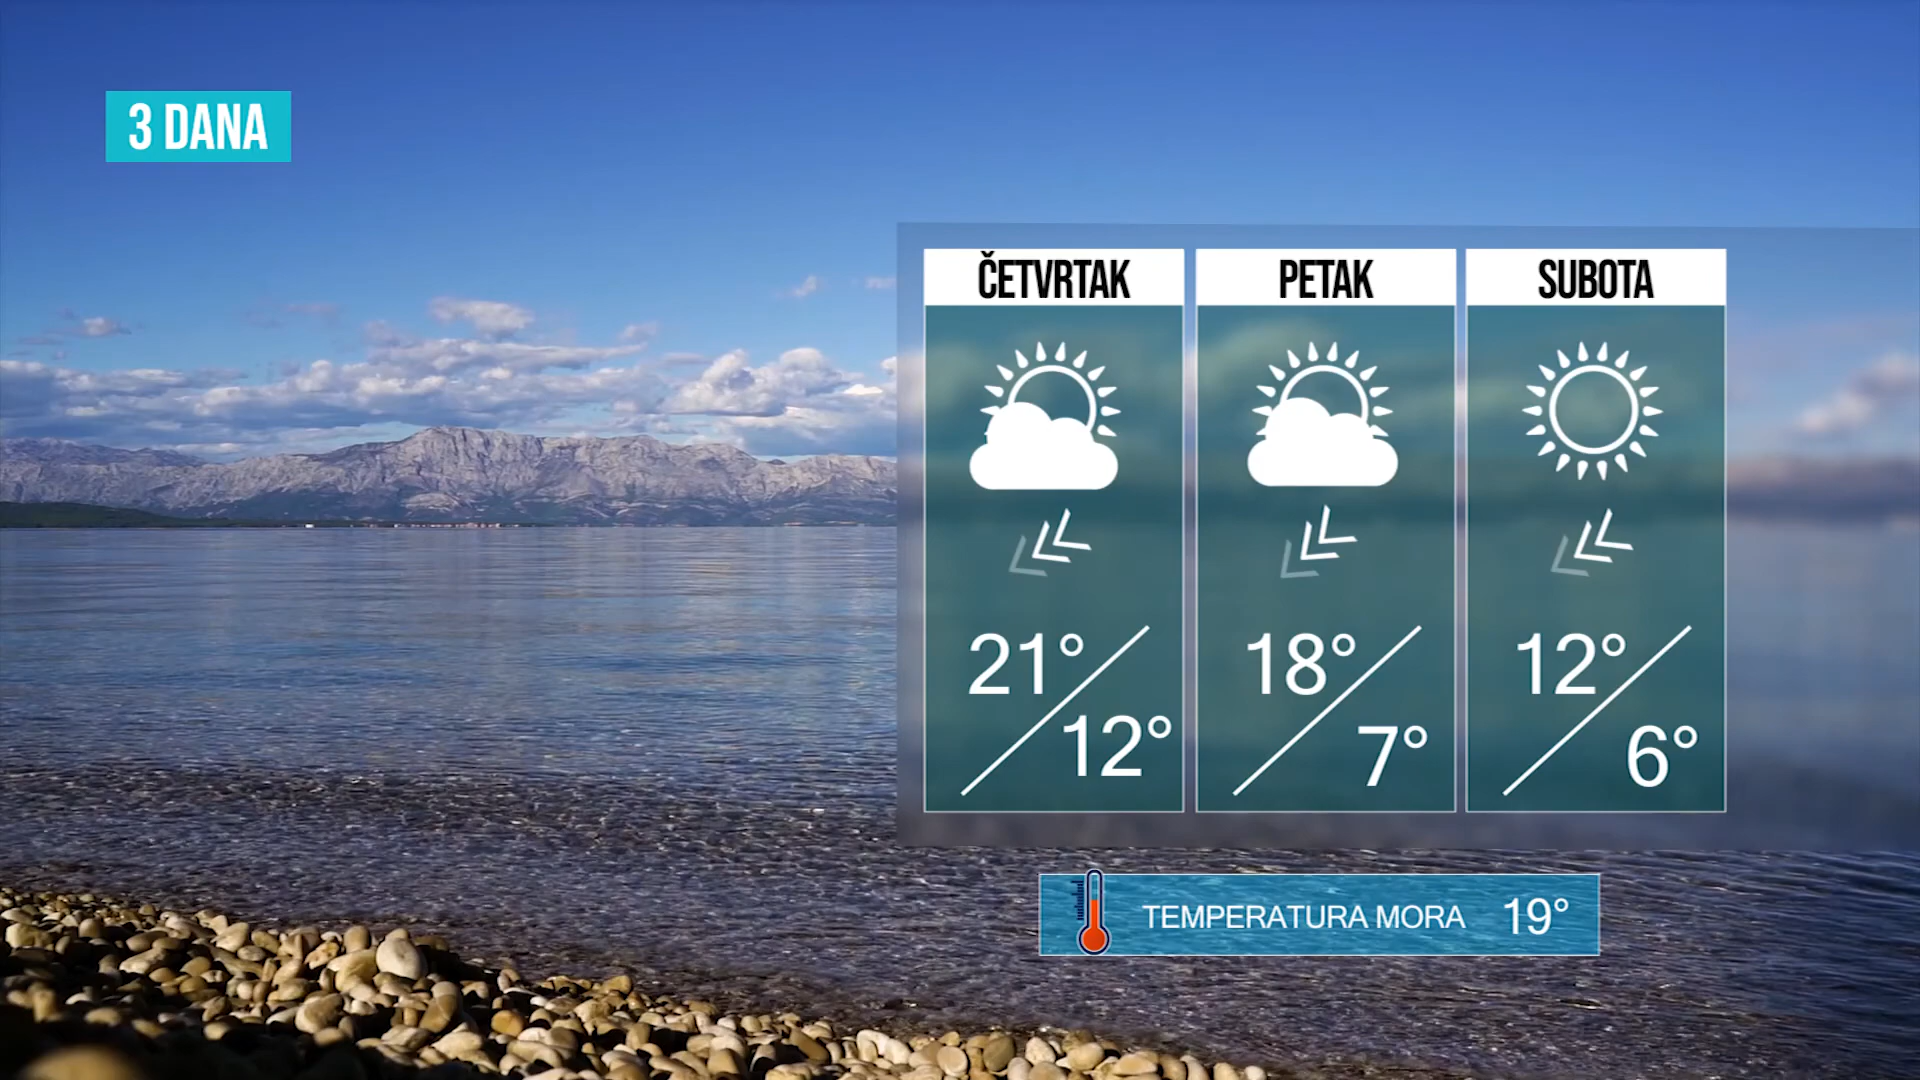 3 DANA
ČETVRTAK
PETAK
SUBOTA
21°
12°
18°
7°
12°
6°
TEMPERATURA MORA 19°